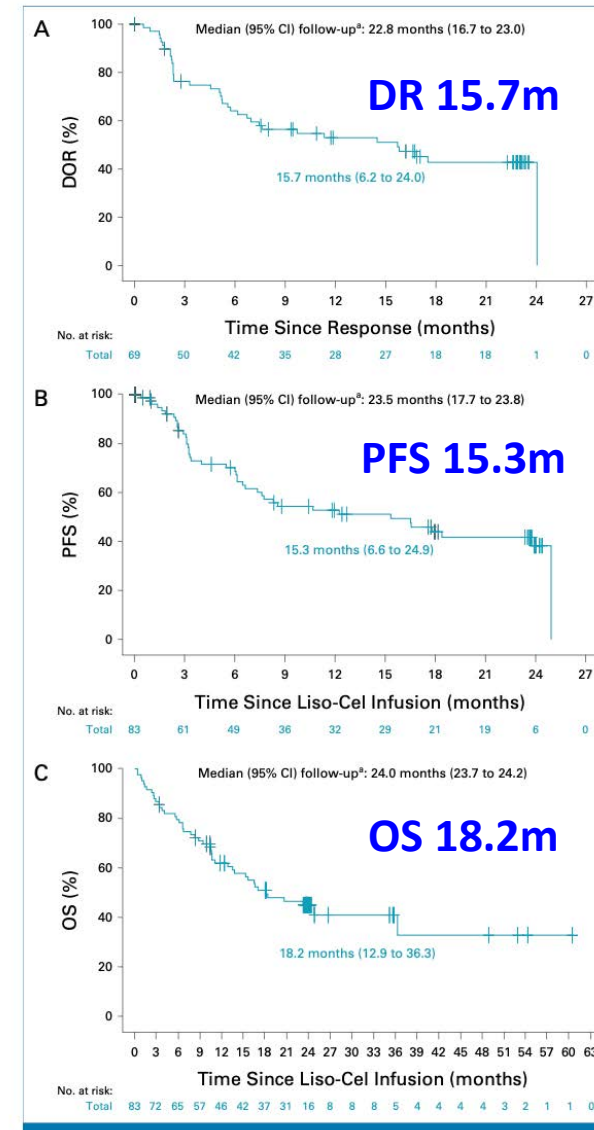 A
Median (95% CI) follow-upª: 22.8 months (16.7 to 23.0)
DR 15.7m
15.7 months (6.2 to 24.0)
DOR (%)
100
80
60
40
20
0
0 3 6 9 12 15 18 21 24 27
Time Since Response (months)
No. at risk:
Total 69 50 42 35 28 27 18 18 1 0
B
Median (95% CI) follow-upª: 23.5 months (17.7 to 23.8)
PFS 15.3m
15.3 months (6.6 to 24.9)
PFS (%)
100
80
60
40
20
0
0 3 6 9 12 15 18 21 24 27
Time Since Liso-Cel Infusion (months)
No. at risk:
Total 83 61 49 36 32 29 21 19 6 0
C
Median (95% CI) follow-upª: 24.0 months (23.7 to 24.2)
OS 18.2m
18.2 months (12.9 to 36.3)
OS (%)
100
80
60
40
20
0
0 3 6 9 12 15 18 21 24 27 30 33 36 39 42 45 48 51 54 57 60 63
Time Since Liso-Cel Infusion (months)
No. at risk:
Total 83 72 65 57 46 42 37 31 16 8 8 8 5 4 4 4 4 3 2 1 1 0